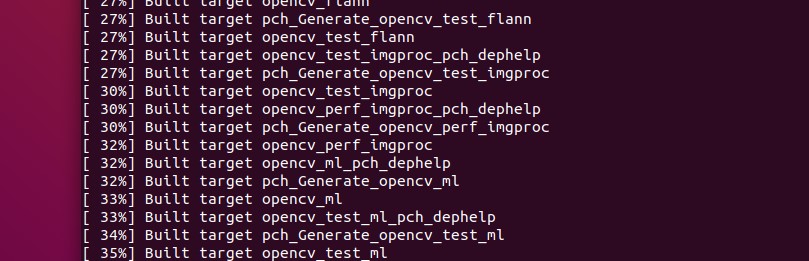 [ 27%] Built target opencv_flann
[ 27%] Built target pch_Generate_opencv_test_flann
[ 27%] Built target opencv_test_flann
[ 27%] Built target opencv_test_imgproc_pch_dephelp
[ 27%] Built target pch_Generate_opencv_test_imgproc
[ 30%] Built target opencv_test_imgproc
[ 30%] Built target opencv_perf_imgproc_pch_dephelp
[ 30%] Built target pch_Generate_opencv_perf_imgproc
[ 32%] Built target opencv_perf_imgproc
[ 32%] Built target opencv_ml_pch_dephelp
[ 32%] Built target pch_Generate_opencv_ml
[ 33%] Built target opencv_ml
[ 33%] Built target opencv_test_ml_pch_dephelp
[ 34%] Built target pch_Generate_opencv_test_ml
[ 35%] Built target opencv_test_ml